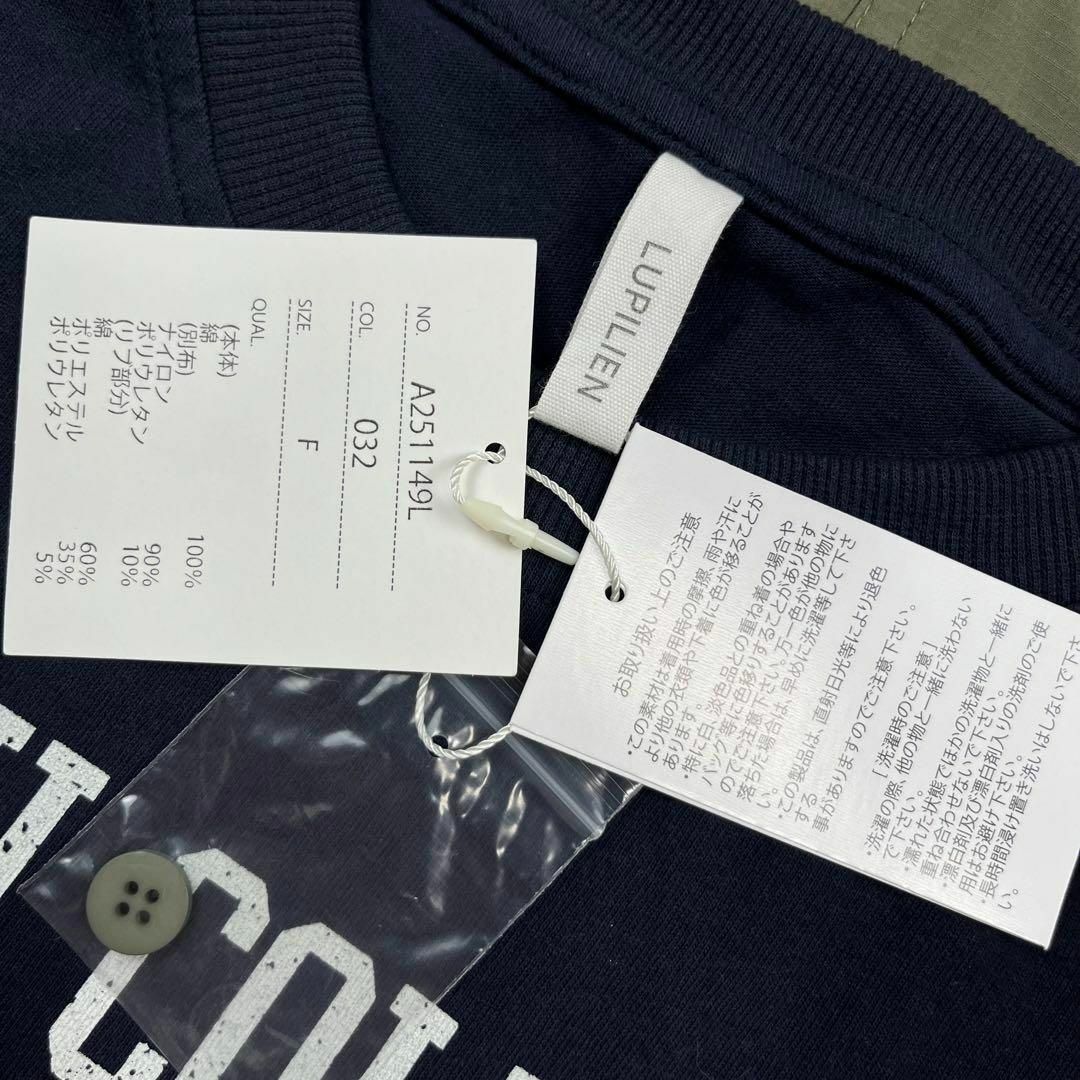 LUPILIEN
NO. A251149L
COL. 032
SIZE. F
QUAL.
(本体)
綿 100%
(別布)
ナイロン 90%
ポリウレタン 10%
(リブ部分)
綿 60%
ポリエステル 35%
ポリウレタン 5%
お取り扱い上のご注意
・この素材は着用時の摩擦、雨や汗に
より他の衣類や下着に色が移ることが
あります。
・特に白、淡色品との重ね着の場合や
バッグ等に色移りすることがあります
のでご注意下さい。万一色が他の物に
落ちた場合は、早めに洗濯等して下さ
い。
・この製品は、直射日光等により退色
する
事がありますのでご注意下さい。
[洗濯時のご注意]
・洗濯の際、他の物と一緒に洗わない
で下さい。
・濡れた状態でほかの洗濯物と一緒に
重ね合わせないで下さい。
・漂白剤及び漂白剤入りの洗剤のご使
用はお避け下さい。
・長時間浸け置き洗いはしないで下さ
い。